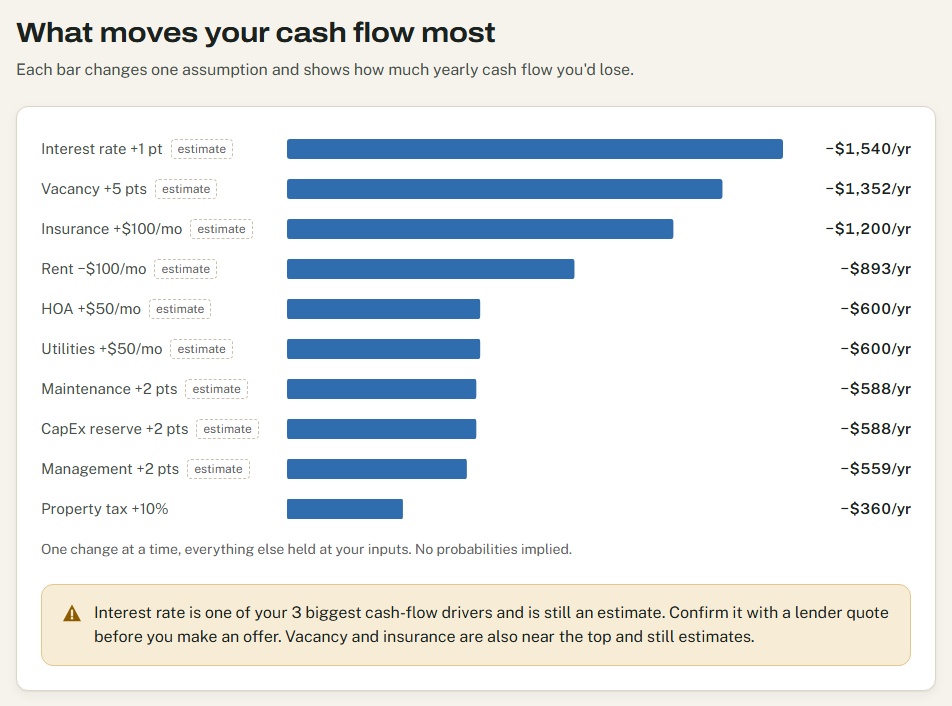 What moves your cash flow most
Each bar changes one assumption and shows how much yearly cash flow you'd lose.
Interest rate +1 pt estimate −$1,540/yr
Vacancy +5 pts estimate −$1,352/yr
Insurance +$100/mo estimate −$1,200/yr
Rent −$100/mo estimate −$893/yr
HOA +$50/mo estimate −$600/yr
Utilities +$50/mo estimate −$600/yr
Maintenance +2 pts estimate −$588/yr
CapEx reserve +2 pts estimate −$588/yr
Management +2 pts estimate −$559/yr
Property tax +10% −$360/yr
One change at a time, everything else held at your inputs. No probabilities implied.
Interest rate is one of your 3 biggest cash-flow drivers and is still an estimate. Confirm it with a lender quote
before you make an offer. Vacancy and insurance are also near the top and still estimates.